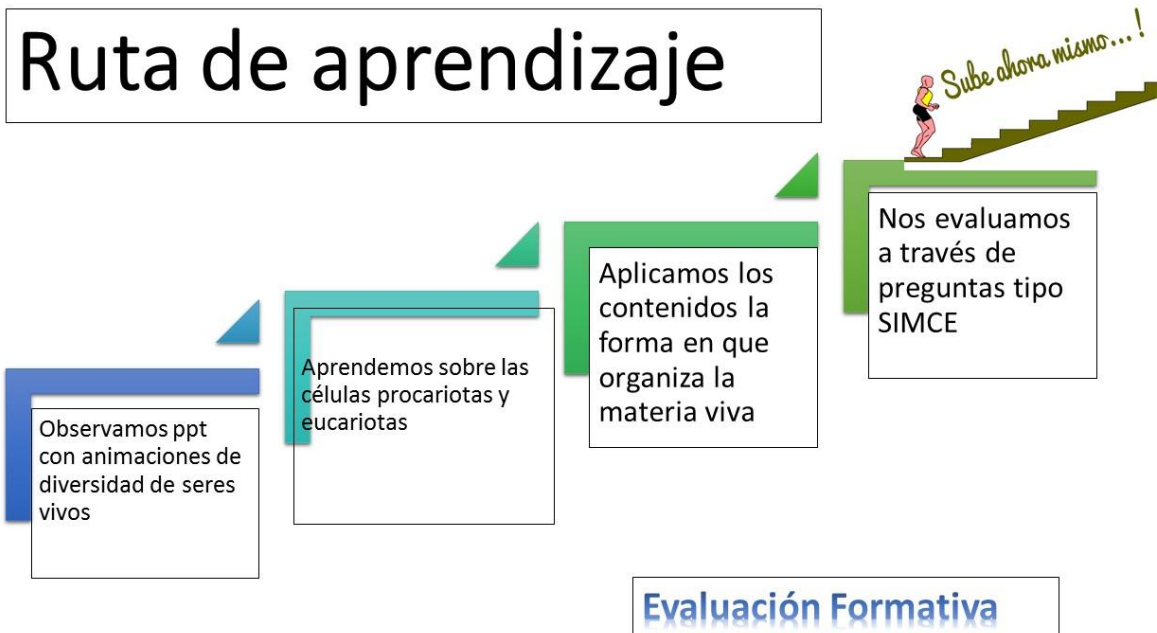 Ruta de aprendizaje
Sube ahora mismo...!
Observamos ppt
con animaciones de
diversidad de seres
vivos
Aprendemos sobre las
células procariotas y
eucariotas
Aplicamos los
contenidos la
forma en que
organiza la
materia viva
Nos evaluamos
a través de
preguntas tipo
SIMCE
Evaluación Formativa